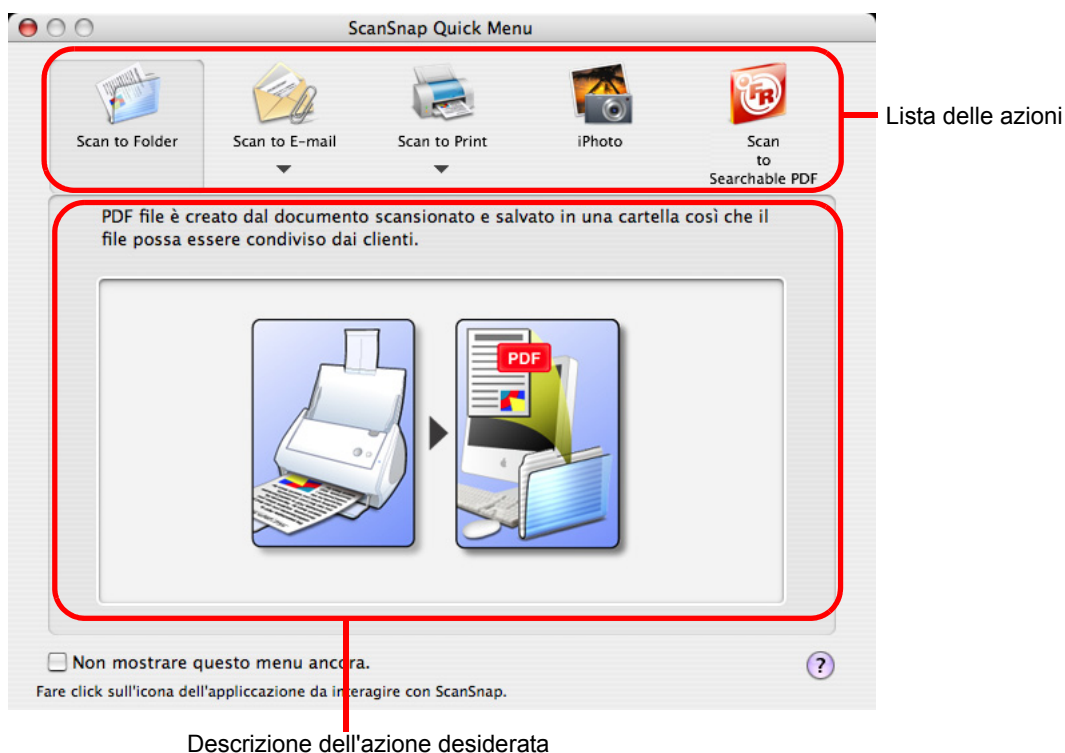 ScanSnap Quick Menu
Scan to Folder
Scan to E-mail
Scan to Print
iPhoto
Scan
to
Searchable PDF
Lista delle azioni
PDF file è creato dal documento scansionato e salvato in una cartella così che il
file possa essere condiviso dai clienti.
PDF
Non mostrare questo menu ancora.
?
Fare click sull'icona dell'appliccazione da interagire con ScanSnap.
Descrizione dell'azione desiderata